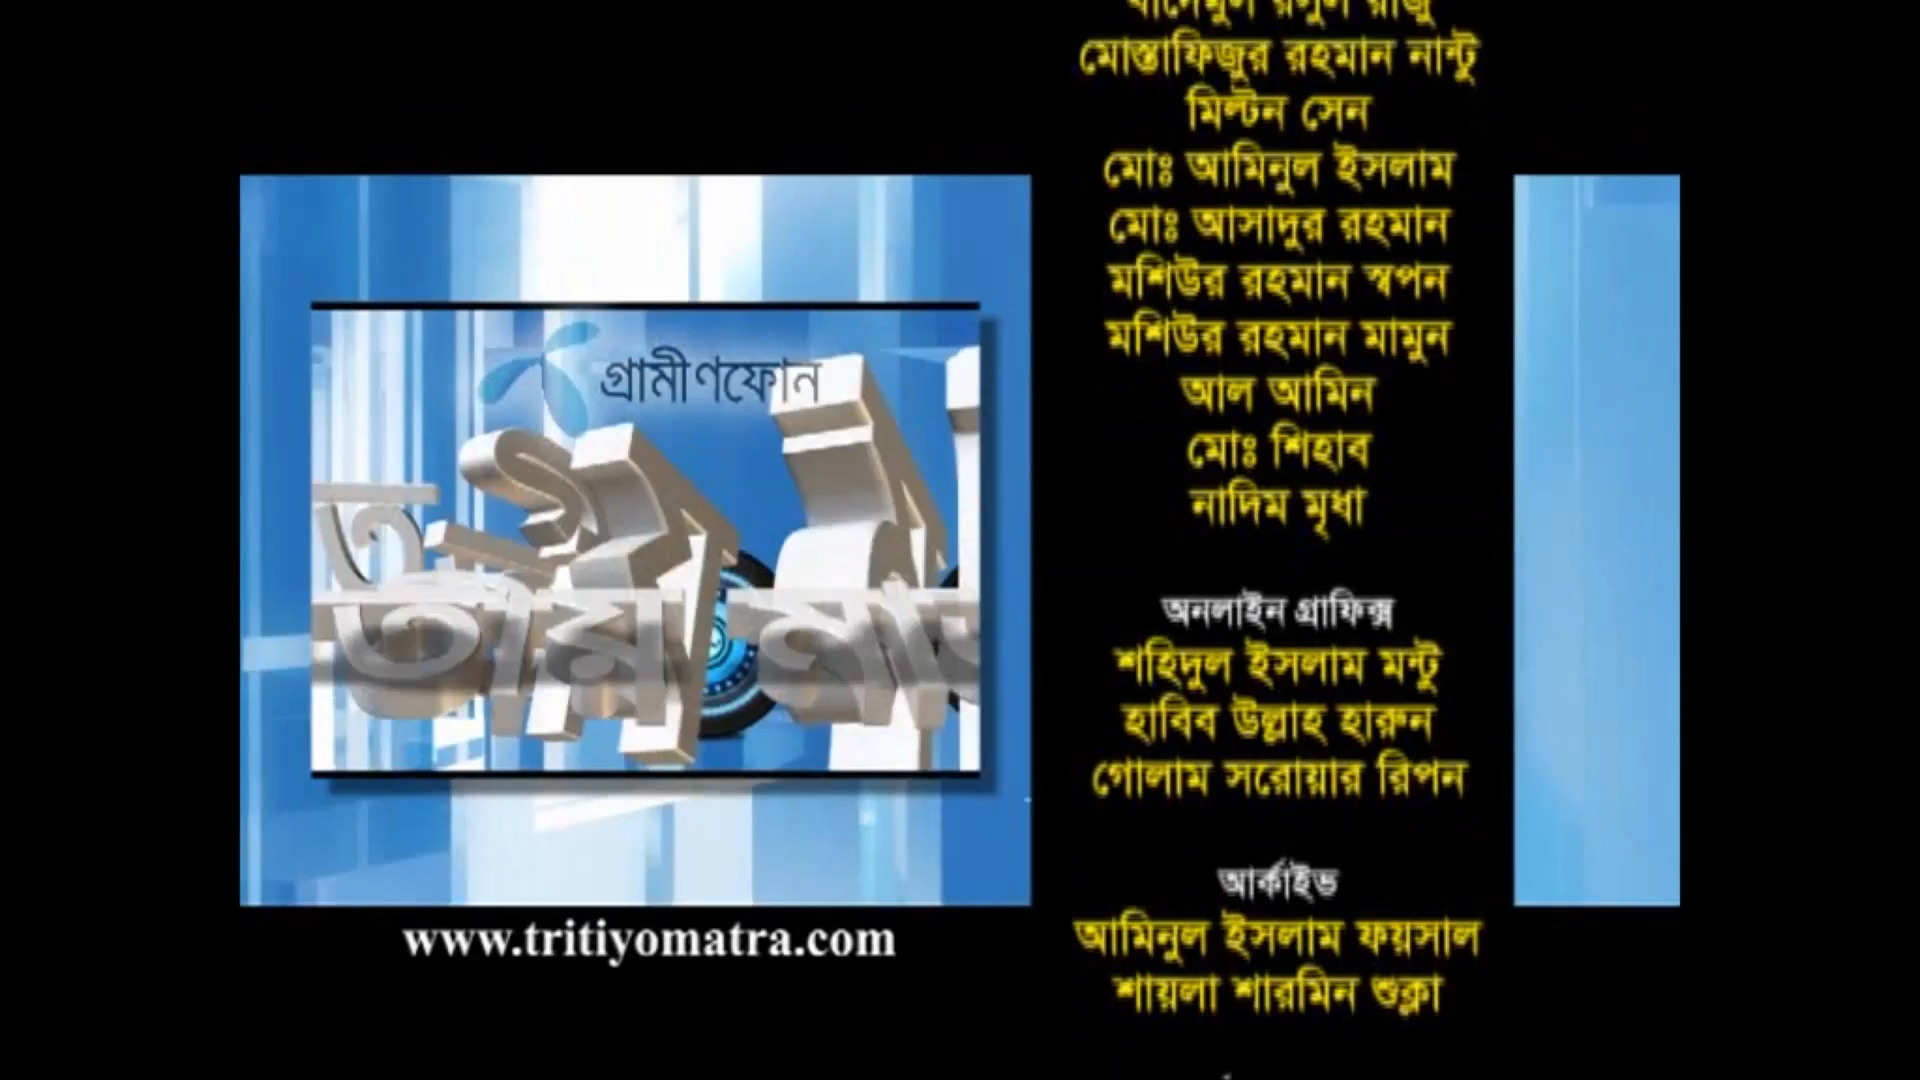 গ্রামীণফোন
তীয় মা
www.tritiyomatra.com
রসুল রাজু
মোস্তাফিজুর রহমান নান্টু
মিল্টন সেন
মোঃ আমিনুল ইসলাম
মোঃ আসাদুর রহমান
মশিউর রহমান স্বপন
মশিউর রহমান মামুন
আল আমিন
মোঃ শিহাব
নাদিম মৃধা
অনলাইন গ্রাফিক্স
শহিদুল ইসলাম মন্টু
হাবিব উল্লাহ হারুন
গোলাম সরোয়ার রিপন
আর্কাইভ
আমিনুল ইসলাম ফয়সাল
শায়লা শারমিন শুক্লা